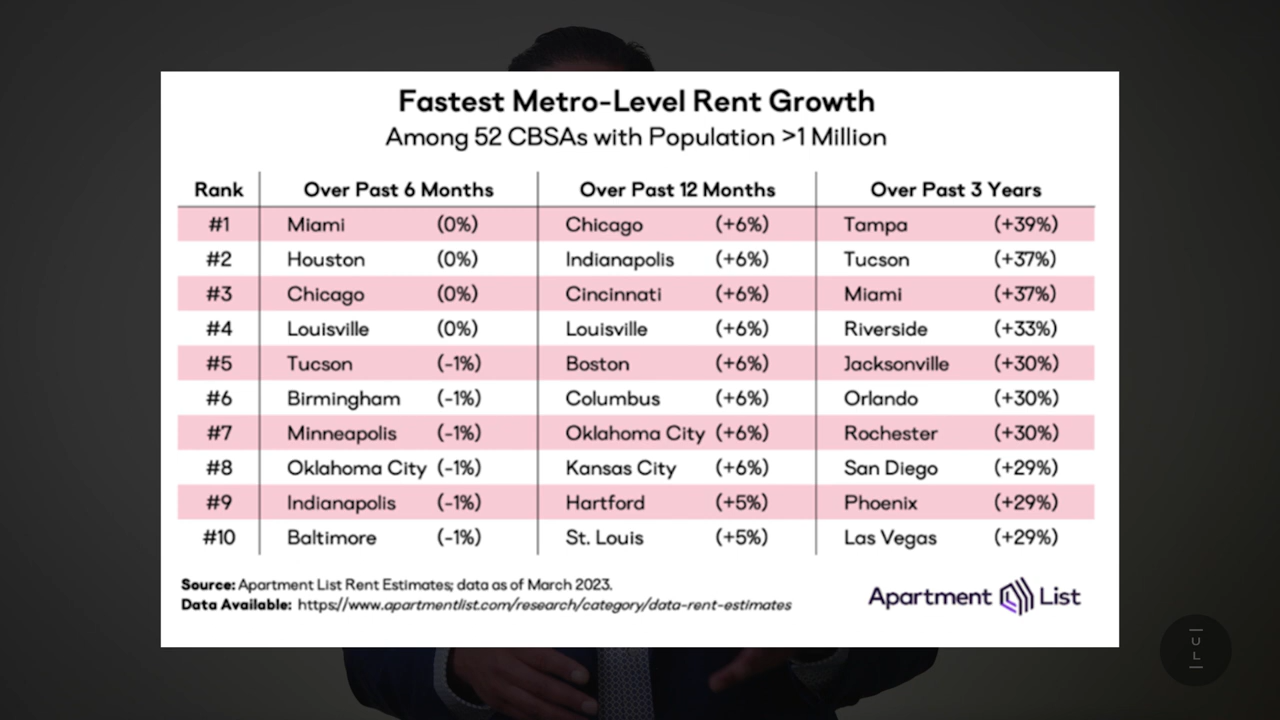 Fastest Metro-Level Rent Growth
Among 52 CBSAs with Population >1 Million
Rank Over Past 6 Months Over Past 12 Months Over Past 3 Years
#1 Miami (0%) Chicago (+6%) Tampa (+39%)
#2 Houston (0%) Indianapolis (+6%) Tucson (+37%)
#3 Chicago (0%) Cincinnati (+6%) Miami (+37%)
#4 Louisville (0%) Louisville (+6%) Riverside (+33%)
#5 Tucson (-1%) Boston (+6%) Jacksonville (+30%)
#6 Birmingham (-1%) Columbus (+6%) Orlando (+30%)
#7 Minneapolis (-1%) Oklahoma City (+6%) Rochester (+30%)
#8 Oklahoma City (-1%) Kansas City (+6%) San Diego (+29%)
#9 Indianapolis (-1%) Hartford (+5%) Phoenix (+29%)
#10 Baltimore (-1%) St. Louis (+5%) Las Vegas (+29%)
Source: Apartment List Rent Estimates; data as of March 2023.
Data Available: https://www.apartmentlist.com/research/category/data-rent-estimates
Apartment List
U
L